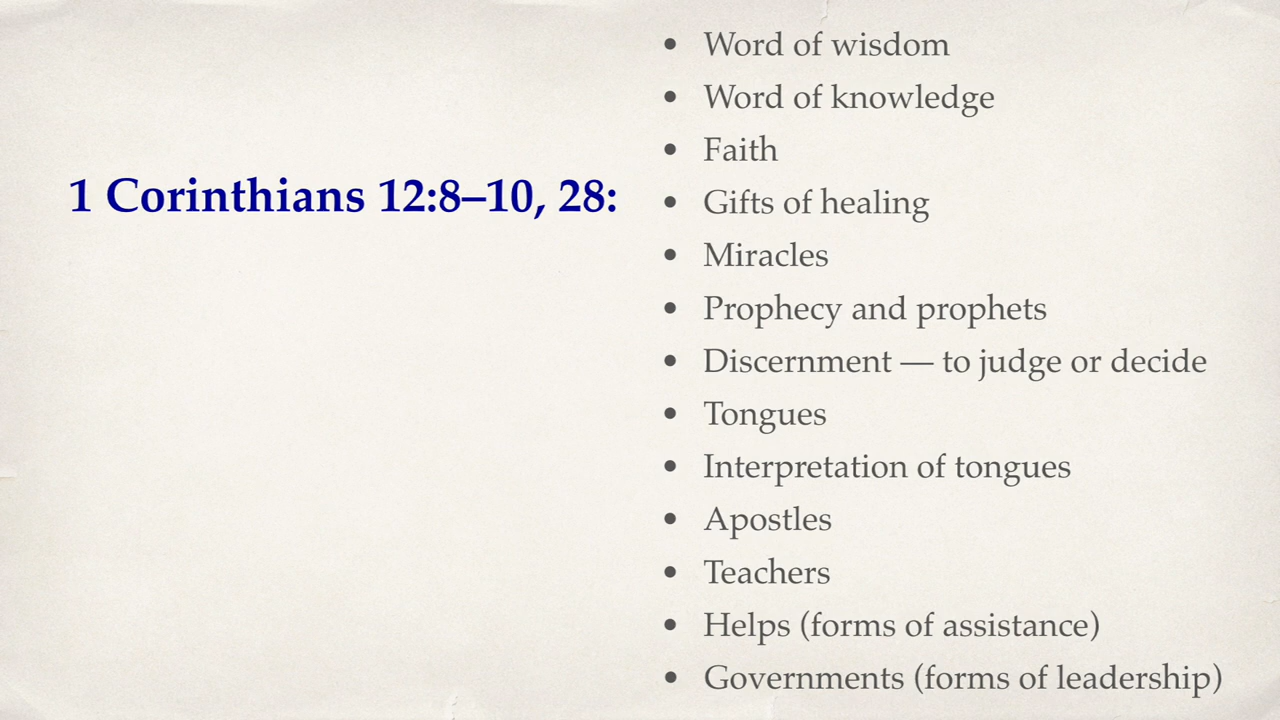 1 Corinthians 12:8–10, 28:
• Word of wisdom
• Word of knowledge
• Faith
• Gifts of healing
• Miracles
• Prophecy and prophets
• Discernment — to judge or decide
• Tongues
• Interpretation of tongues
• Apostles
• Teachers
• Helps (forms of assistance)
• Governments (forms of leadership)